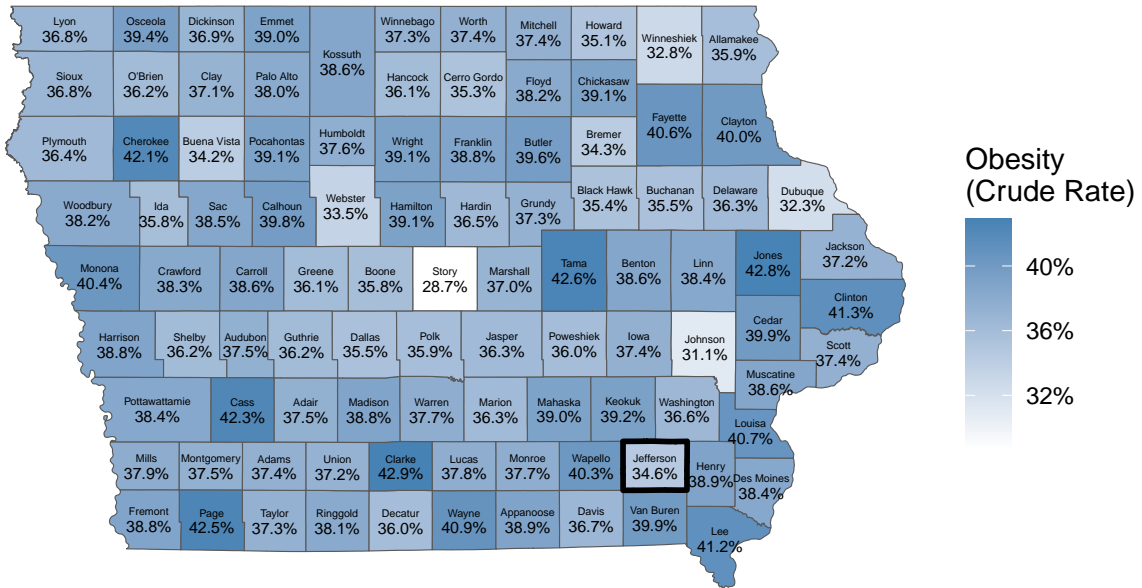 Lyon
36.8%
Osceola
39.4%
Dickinson
36.9%
Emmet
39.0%
Kossuth
38.6%
Winnebago
37.3%
Worth
37.4%
Mitchell
37.4%
Howard
35.1%
Winneshiek
32.8%
Allamakee
35.9%
Sioux
36.8%
O'Brien
36.2%
Clay
37.1%
Palo Alto
38.0%
Hancock
36.1%
Cerro Gordo
35.3%
Floyd
38.2%
Chickasaw
39.1%
Fayette
40.6%
Clayton
40.0%
Plymouth
36.4%
Cherokee
42.1%
Buena Vista
34.2%
Pocahontas
39.1%
Humboldt
37.6%
Wright
39.1%
Franklin
38.8%
Butler
39.6%
Bremer
34.3%
Woodbury
38.2%
Ida
35.8%
Sac
38.5%
Calhoun
39.8%
Webster
33.5%
Hamilton
39.1%
Hardin
36.5%
Grundy
37.3%
Black Hawk
35.4%
Buchanan
35.5%
Delaware
36.3%
Dubuque
32.3%
Monona
40.4%
Crawford
38.3%
Carroll
38.6%
Greene
36.1%
Boone
35.8%
Story
28.7%
Marshall
37.0%
Tama
42.6%
Benton
38.6%
Linn
38.4%
Jones
42.8%
Jackson
37.2%
Clinton
41.3%
Harrison
38.8%
Shelby
36.2%
Audubon
37.5%
Guthrie
36.2%
Dallas
35.5%
Polk
35.9%
Jasper
36.3%
Poweshiek
36.0%
Iowa
37.4%
Johnson
31.1%
Cedar
39.9%
Scott
37.4%
Muscatine
38.6%
Pottawattamie
38.4%
Cass
42.3%
Adair
37.5%
Madison
38.8%
Warren
37.7%
Marion
36.3%
Mahaska
39.0%
Keokuk
39.2%
Washington
36.6%
Louisa
40.7%
Mills
37.9%
Montgomery
37.5%
Adams
37.4%
Union
37.2%
Clarke
42.9%
Lucas
37.8%
Monroe
37.7%
Wapello
40.3%
Jefferson
34.6%
Henry
38.9%
Des Moines
38.4%
Fremont
38.8%
Page
42.5%
Taylor
37.3%
Ringgold
38.1%
Decatur
36.0%
Wayne
40.9%
Appanoose
38.9%
Davis
36.7%
Van Buren
39.9%
Lee
41.2%
Obesity
(Crude Rate)
40%
36%
32%